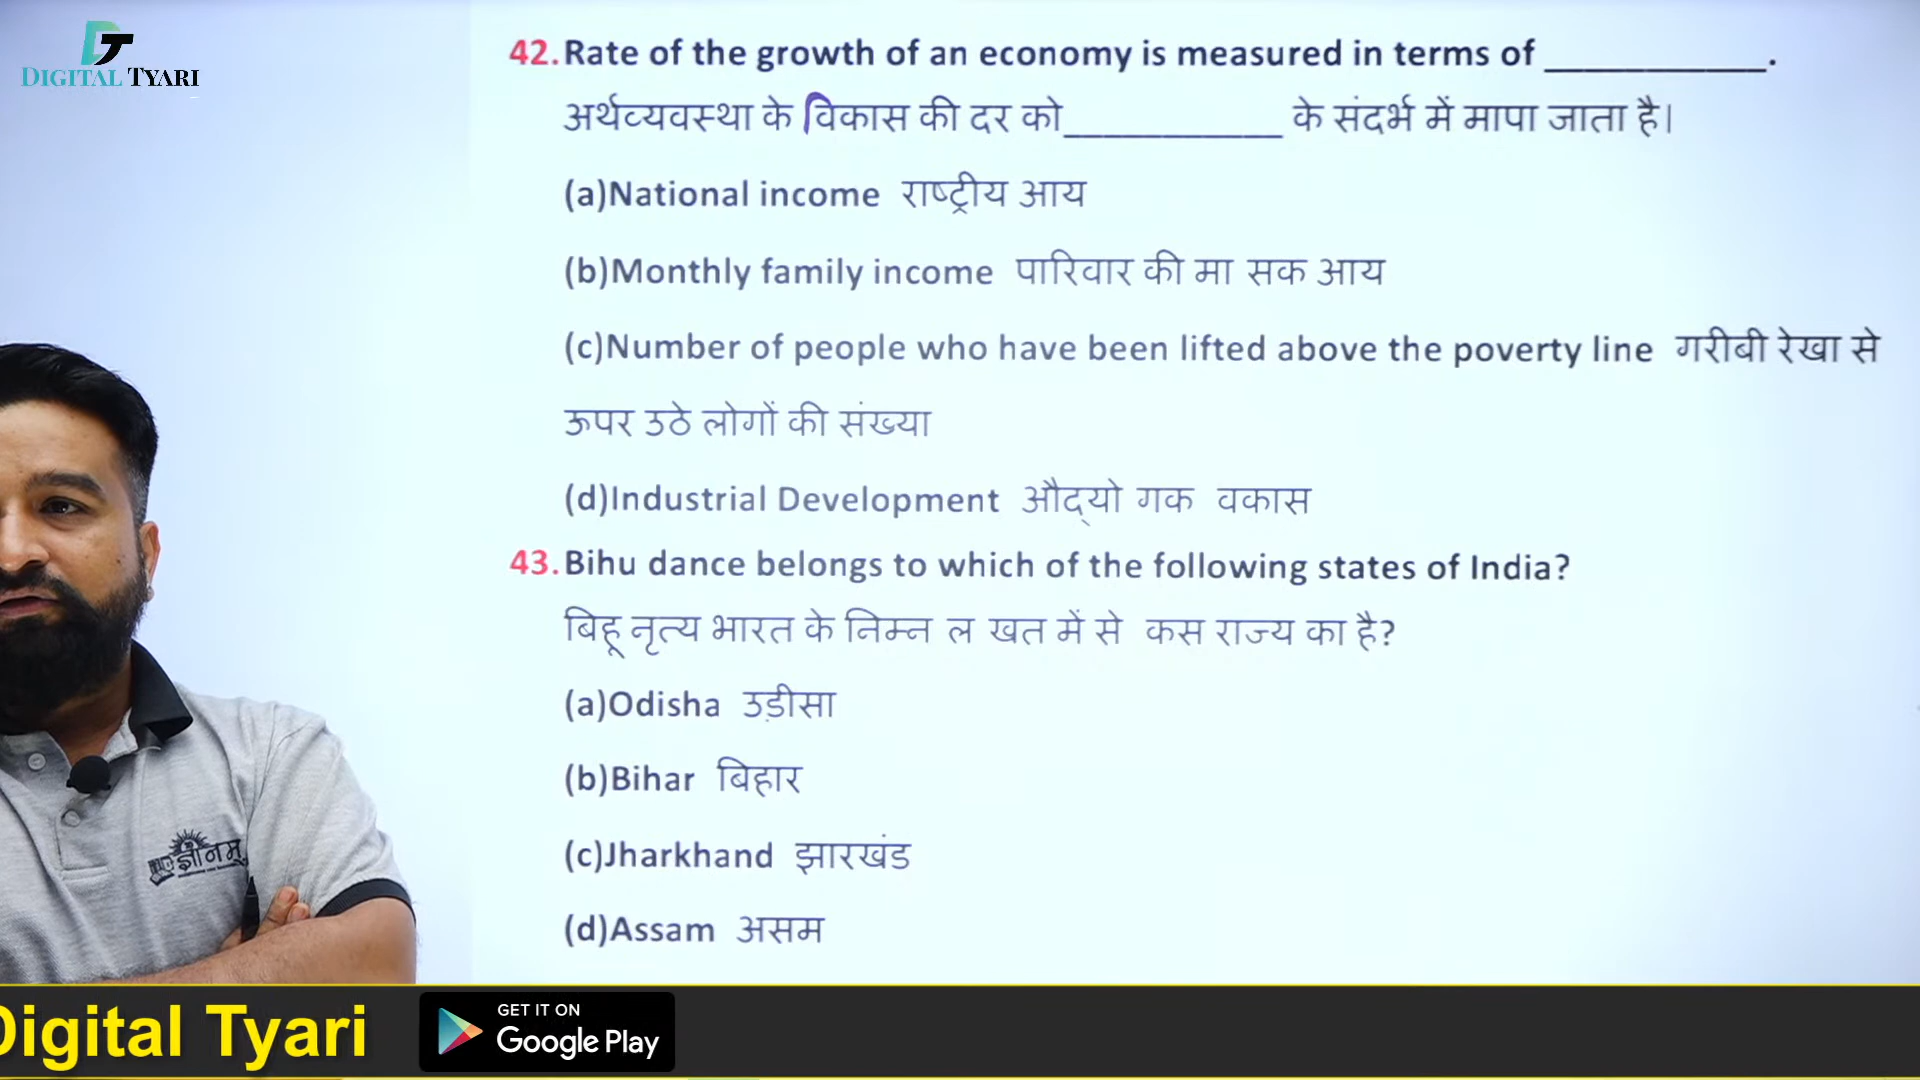 DIGITAL TYARI
42. Rate of the growth of an economy is measured in terms of ___________.
अर्थव्यवस्था के विकास की दर को___________ के संदर्भ में मापा जाता है।
(a)National income राष्ट्रीय आय
(b)Monthly family income पारिवार की मा सक आय
(c)Number of people who have been lifted above the poverty line गरीबी रेखा से
ऊपर उठे लोगों की संख्या
(d)Industrial Development औद्यो गक वकास
43. Bihu dance belongs to which of the following states of India?
बिहू नृत्य भारत के निम्न ल खत में से कस राज्य का है?
(a)Odisha उड़ीसा
(b)Bihar बिहार
(c)Jharkhand झारखंड
(d)Assam असम
ज्ञानम्
Digital Tyari
GET IT ON
Google Play